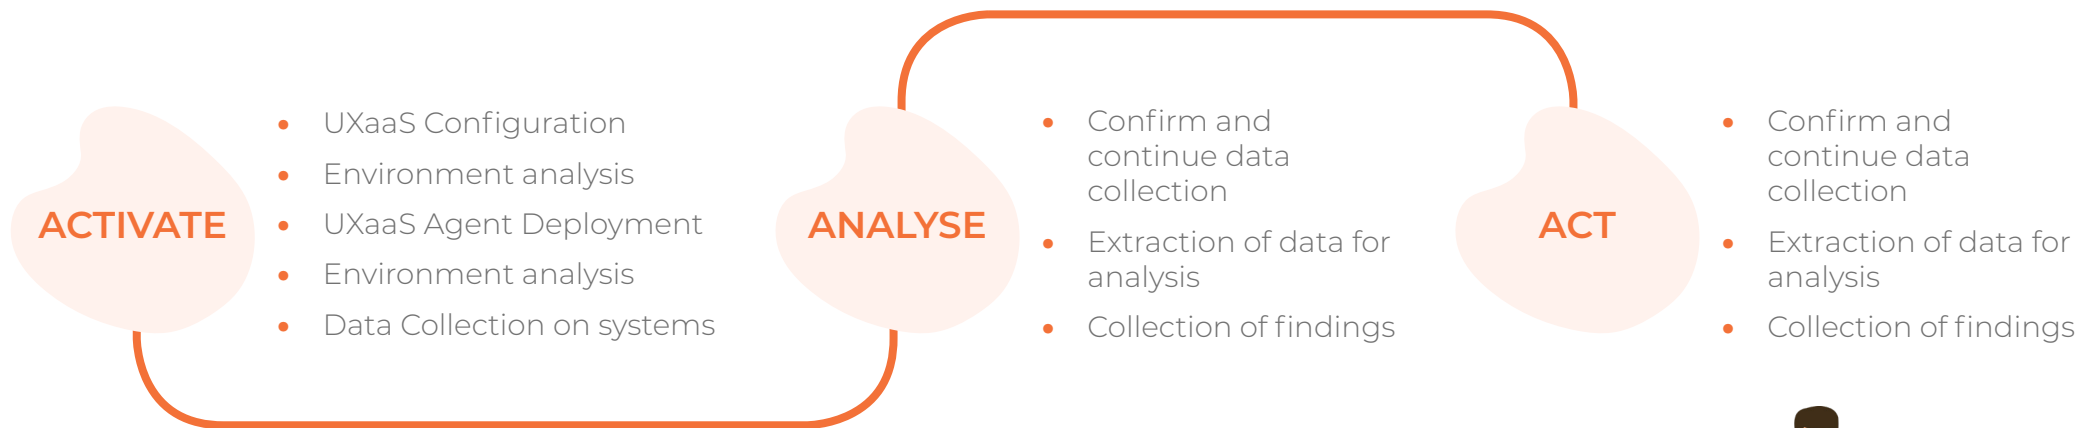 ACTIVATE
• UXaaS Configuration
• Environment analysis
• UXaaS Agent Deployment
• Environment analysis
• Data Collection on systems
ANALYSE
• Confirm and
continue data
collection
• Extraction of data for
analysis
• Collection of findings
ACT
• Confirm and
continue data
collection
• Extraction of data for
analysis
• Collection of findings